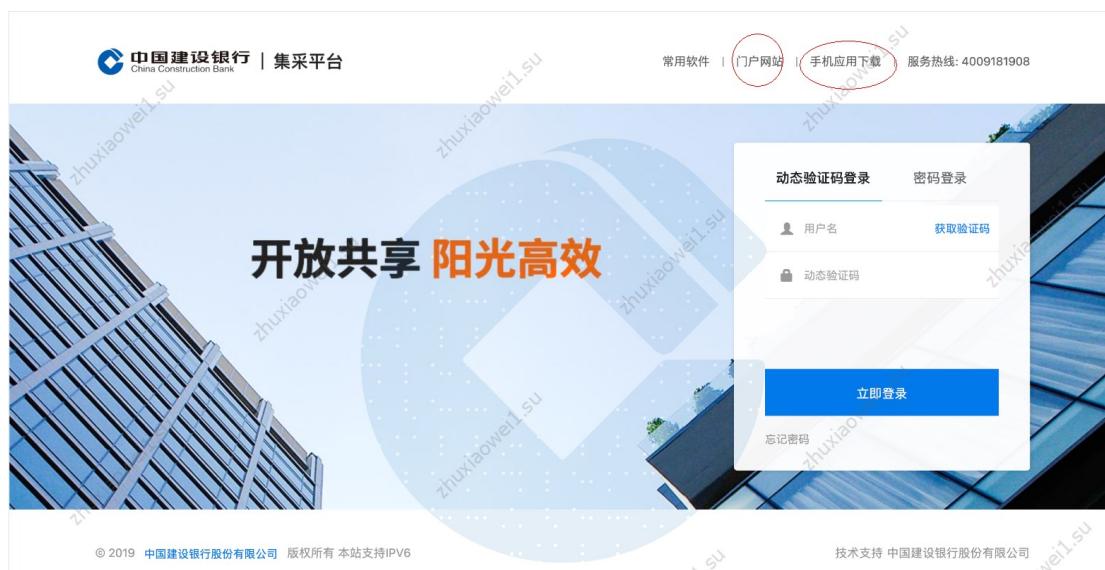 中国建设银行 | 集采平台
China Construction Bank
常用软件 | 门户网站 | 手机应用下载 | 服务热线: 4009181908
动态验证码登录 密码登录
用户名 获取验证码
动态验证码
开放共享 阳光高效
立即登录
忘记密码
© 2019 中国建设银行股份有限公司 版权所有 本站支持IPV6
技术支持 中国建设银行股份有限公司
zhuxiaowei1.su